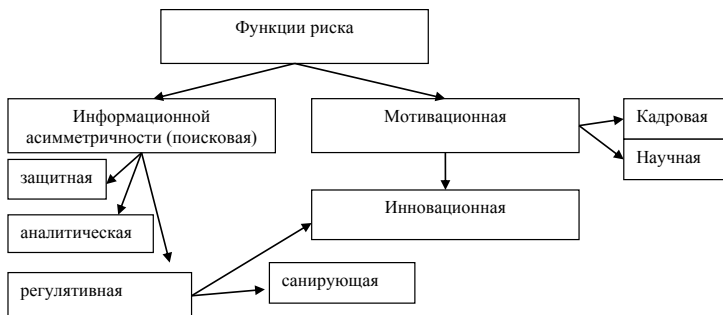 Функции риска
Информационной
асимметричности (поисковая)
Мотивационная
Кадровая
Научная
защитная
аналитическая
Инновационная
регулятивная
санирующая